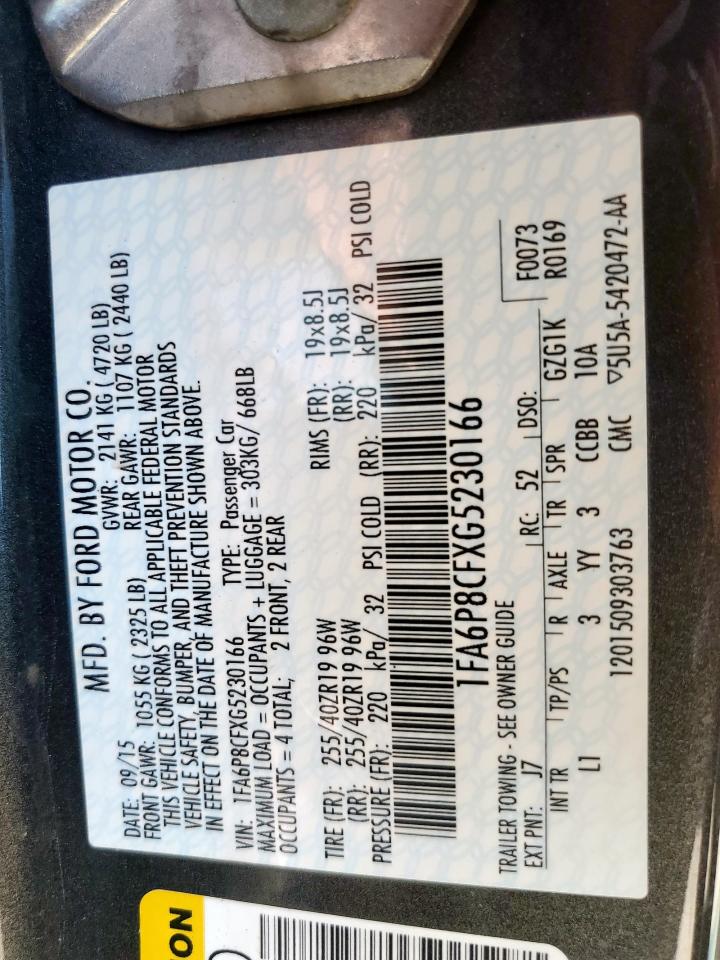 MFD. BY FORD MOTOR CO.
DATE: 09/15 GVWR: 2141 KG ( 4720 LB)
FRONT GAWR: 1055 KG ( 2325 LB) REAR GAWR: 1107 KG ( 2440 LB)
THIS VEHICLE CONFORMS TO ALL APPLICABLE FEDERAL MOTOR
VEHICLE SAFETY, BUMPER, AND THEFT PREVENTION STANDARDS
IN EFFECT ON THE DATE OF MANUFACTURE SHOWN ABOVE.
VIN: 1FA6P8CFXG5230166 TYPE: Passenger Car
MAXIMUM LOAD = OCCUPANTS + LUGGAGE = 303KG/ 668LB
OCCUPANTS = 4 TOTAL; 2 FRONT, 2 REAR
TIRE (FR): 255/40ZR19 96W RIMS (FR): 19x8.5J
(RR): 255/40ZR19 96W (RR): 19x8.5J
PRESSURE (FR): 220 kPa/ 32 PSI COLD (RR): 220 kPa/ 32 PSI COLD
1FA6P8CFXG5230166
TRAILER TOWING - SEE OWNER GUIDE F0073
EXT PNT: J7 RC: 52 DSO: R0169
INT TR TP/PS R AXLE TR SPR GZG1K
L1 3 YY 3 CCBB 10A
1201509303763 CMC ▽5U5A-5420472-AA